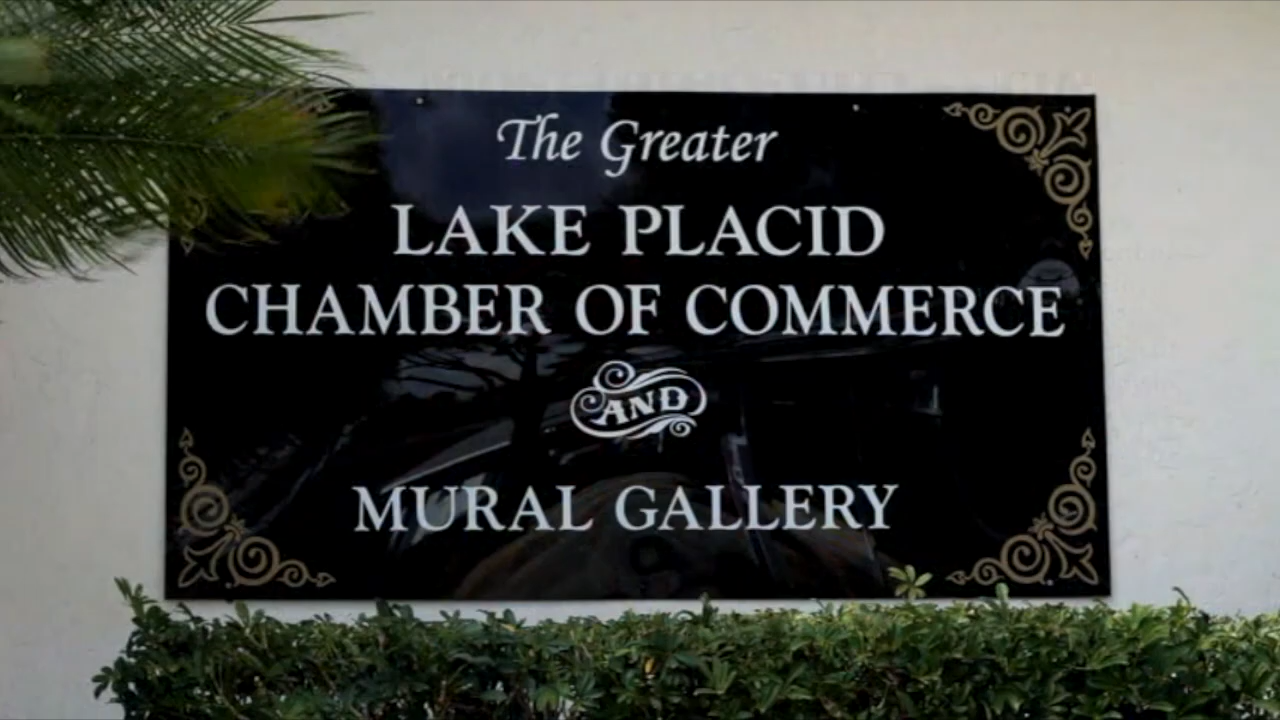 The Greater
LAKE PLACID
CHAMBER OF COMMERCE
AND
MURAL GALLERY